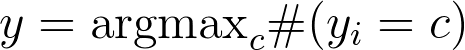 y = argmax_c #(y_i = c)